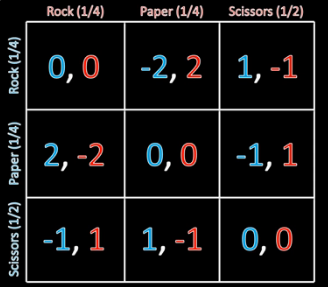 Rock (1/4) Paper (1/4) Scissors (1/2)
Rock (1/4) 0, 0 -2, 2 1, -1
Paper (1/4) 2, -2 0, 0 -1, 1
Scissors (1/2) -1, 1 1, -1 0, 0